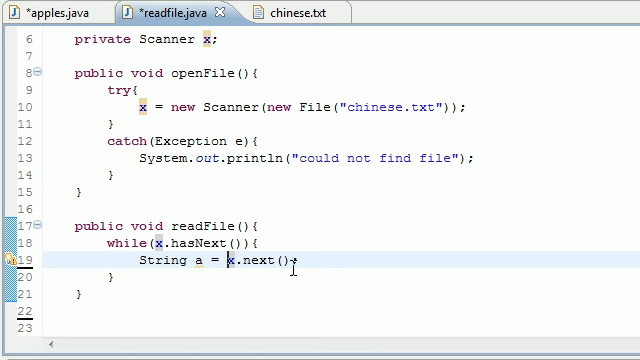 *apples.java *readfile.java chinese.txt
6 private Scanner x;
7
8 public void openFile(){
9 try{
10 x = new Scanner(new File("chinese.txt"));
11 }
12 catch(Exception e){
13 System.out.println("could not find file");
14 }
15 }
16
17 public void readFile(){
18 while(x.hasNext()){
19 String a = x.next();
20 }
21 }
22
23